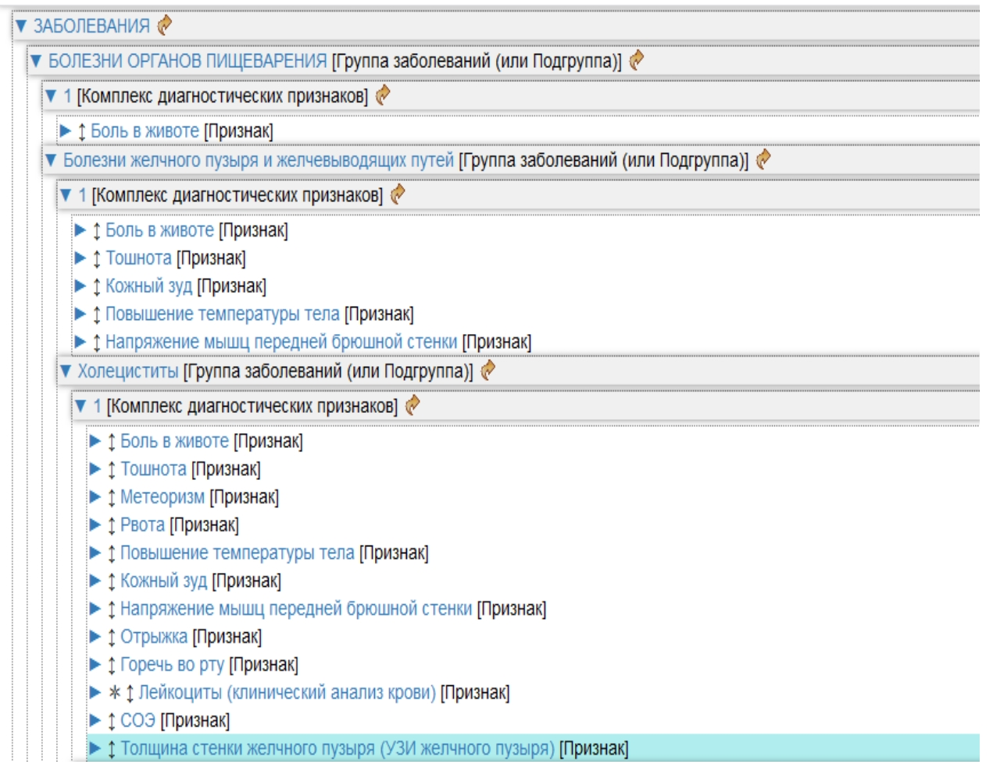 ▼ ЗАБОЛЕВАНИЯ
▼ БОЛЕЗНИ ОРГАНОВ ПИЩЕВАРЕНИЯ [Группа заболеваний (или Подгруппа)]
▼ 1 [Комплекс диагностических признаков]
► ↕ Боль в животе [Признак]
▼ Болезни желчного пузыря и желчевыводящих путей [Группа заболеваний (или Подгруппа)]
▼ 1 [Комплекс диагностических признаков]
► ↕ Боль в животе [Признак]
► ↕ Тошнота [Признак]
► ↕ Кожный зуд [Признак]
► ↕ Повышение температуры тела [Признак]
► ↕ Напряжение мышц передней брюшной стенки [Признак]
▼ Холециститы [Группа заболеваний (или Подгруппа)]
▼ 1 [Комплекс диагностических признаков]
► ↕ Боль в животе [Признак]
► ↕ Тошнота [Признак]
► ↕ Метеоризм [Признак]
► ↕ Рвота [Признак]
► ↕ Повышение температуры тела [Признак]
► ↕ Кожный зуд [Признак]
► ↕ Напряжение мышц передней брюшной стенки [Признак]
► ↕ Отрыжка [Признак]
► ↕ Горечь во рту [Признак]
► ∗ ↕ Лейкоциты (клинический анализ крови) [Признак]
► ↕ СОЭ [Признак]
► ↕ Толщина стенки желчного пузыря (УЗИ желчного пузыря) [Признак]